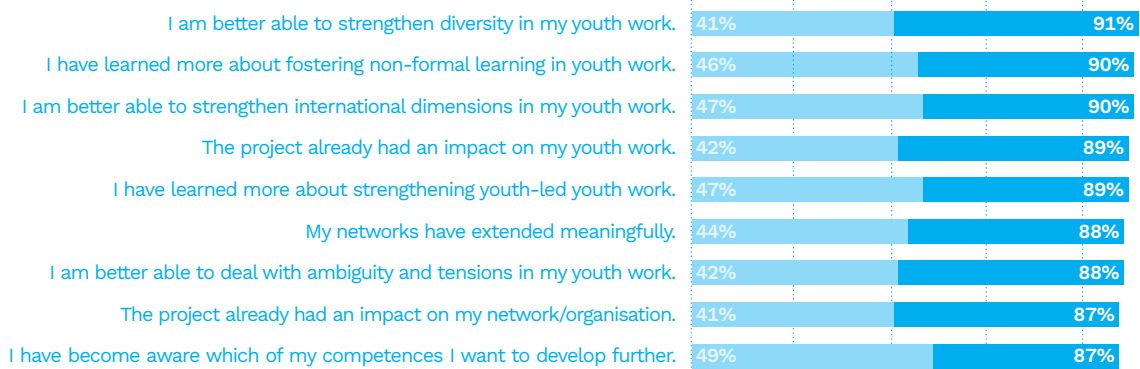 I am better able to strengthen diversity in my youth work. 41% 91%
I have learned more about fostering non-formal learning in youth work. 46% 90%
I am better able to strengthen international dimensions in my youth work. 47% 90%
The project already had an impact on my youth work. 42% 89%
I have learned more about strengthening youth-led youth work. 47% 89%
My networks have extended meaningfully. 44% 88%
I am better able to deal with ambiguity and tensions in my youth work. 42% 88%
The project already had an impact on my network/organisation. 41% 87%
I have become aware which of my competences I want to develop further. 49% 87%